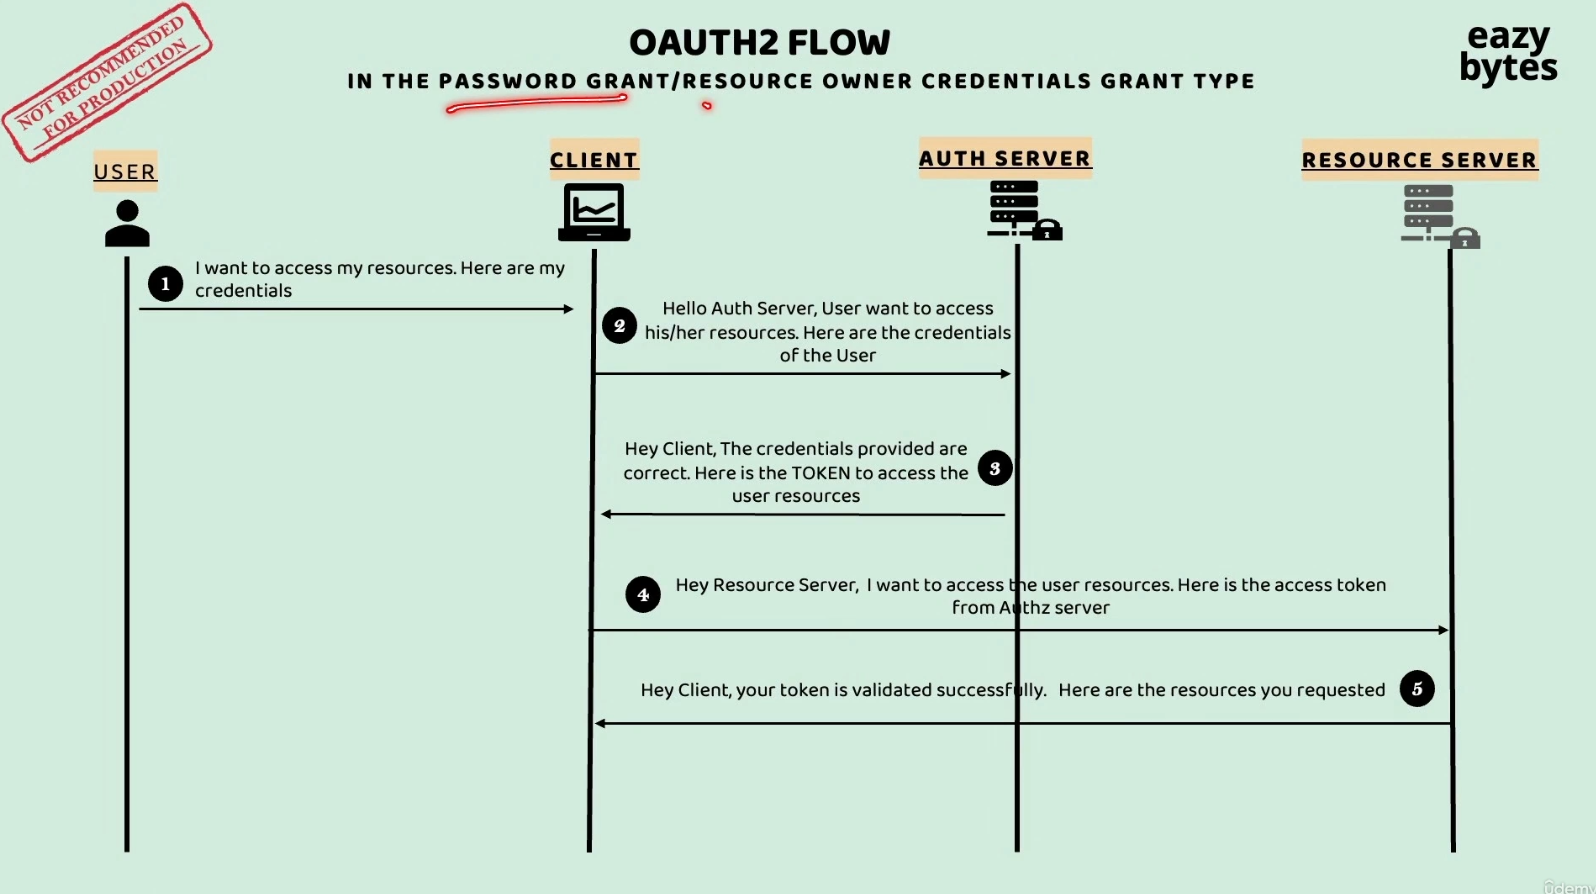 NOT RECOMMENDED
FOR PRODUCTION
OAUTH2 FLOW
IN THE PASSWORD GRANT/RESOURCE OWNER CREDENTIALS GRANT TYPE
eazy
bytes
USER
CLIENT
AUTH SERVER
RESOURCE SERVER
1
I want to access my resources. Here are my
credentials
2
Hello Auth Server, User want to access
his/her resources. Here are the credentials
of the User
Hey Client, The credentials provided are
correct. Here is the TOKEN to access the
user resources
3
4
Hey Resource Server, I want to access the user resources. Here is the access token
from Authz server
Hey Client, your token is validated successfully. Here are the resources you requested
5
ûdemy